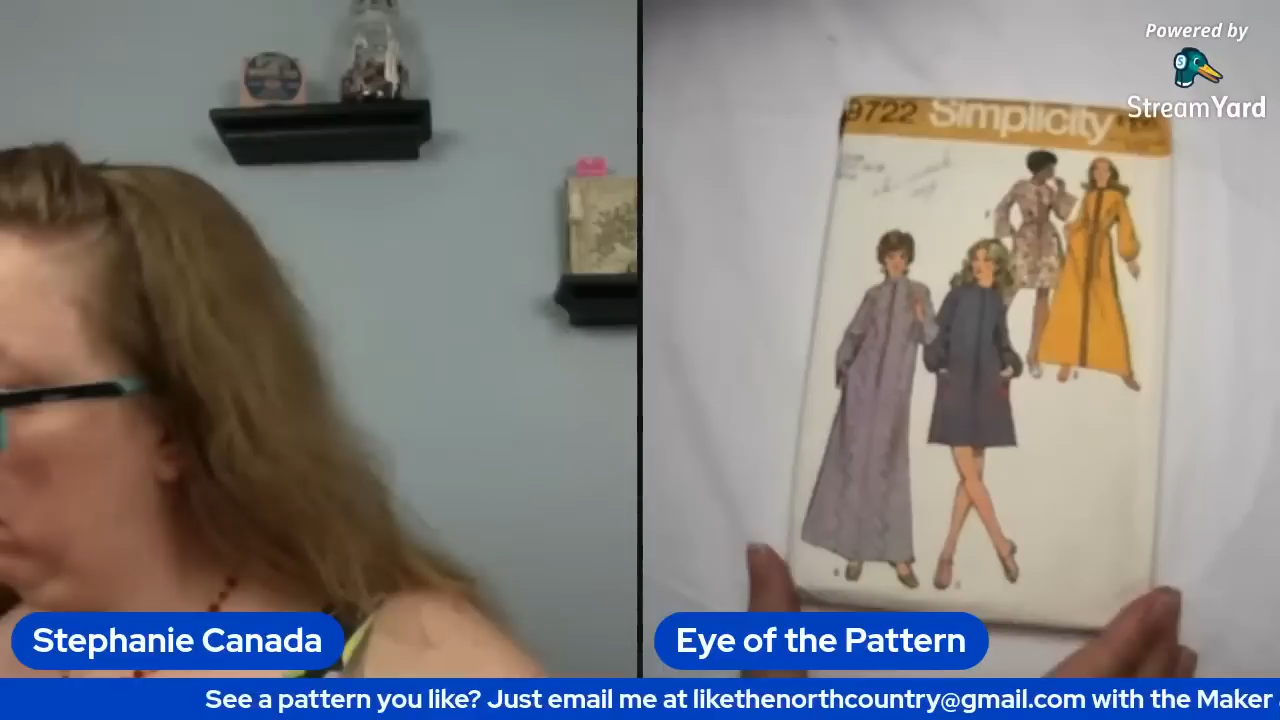 Powered by
StreamYard
9722 Simplicity
Stephanie Canada
Eye of the Pattern
See a pattern you like? Just email me at likethenorthcountry@gmail.com with the Maker